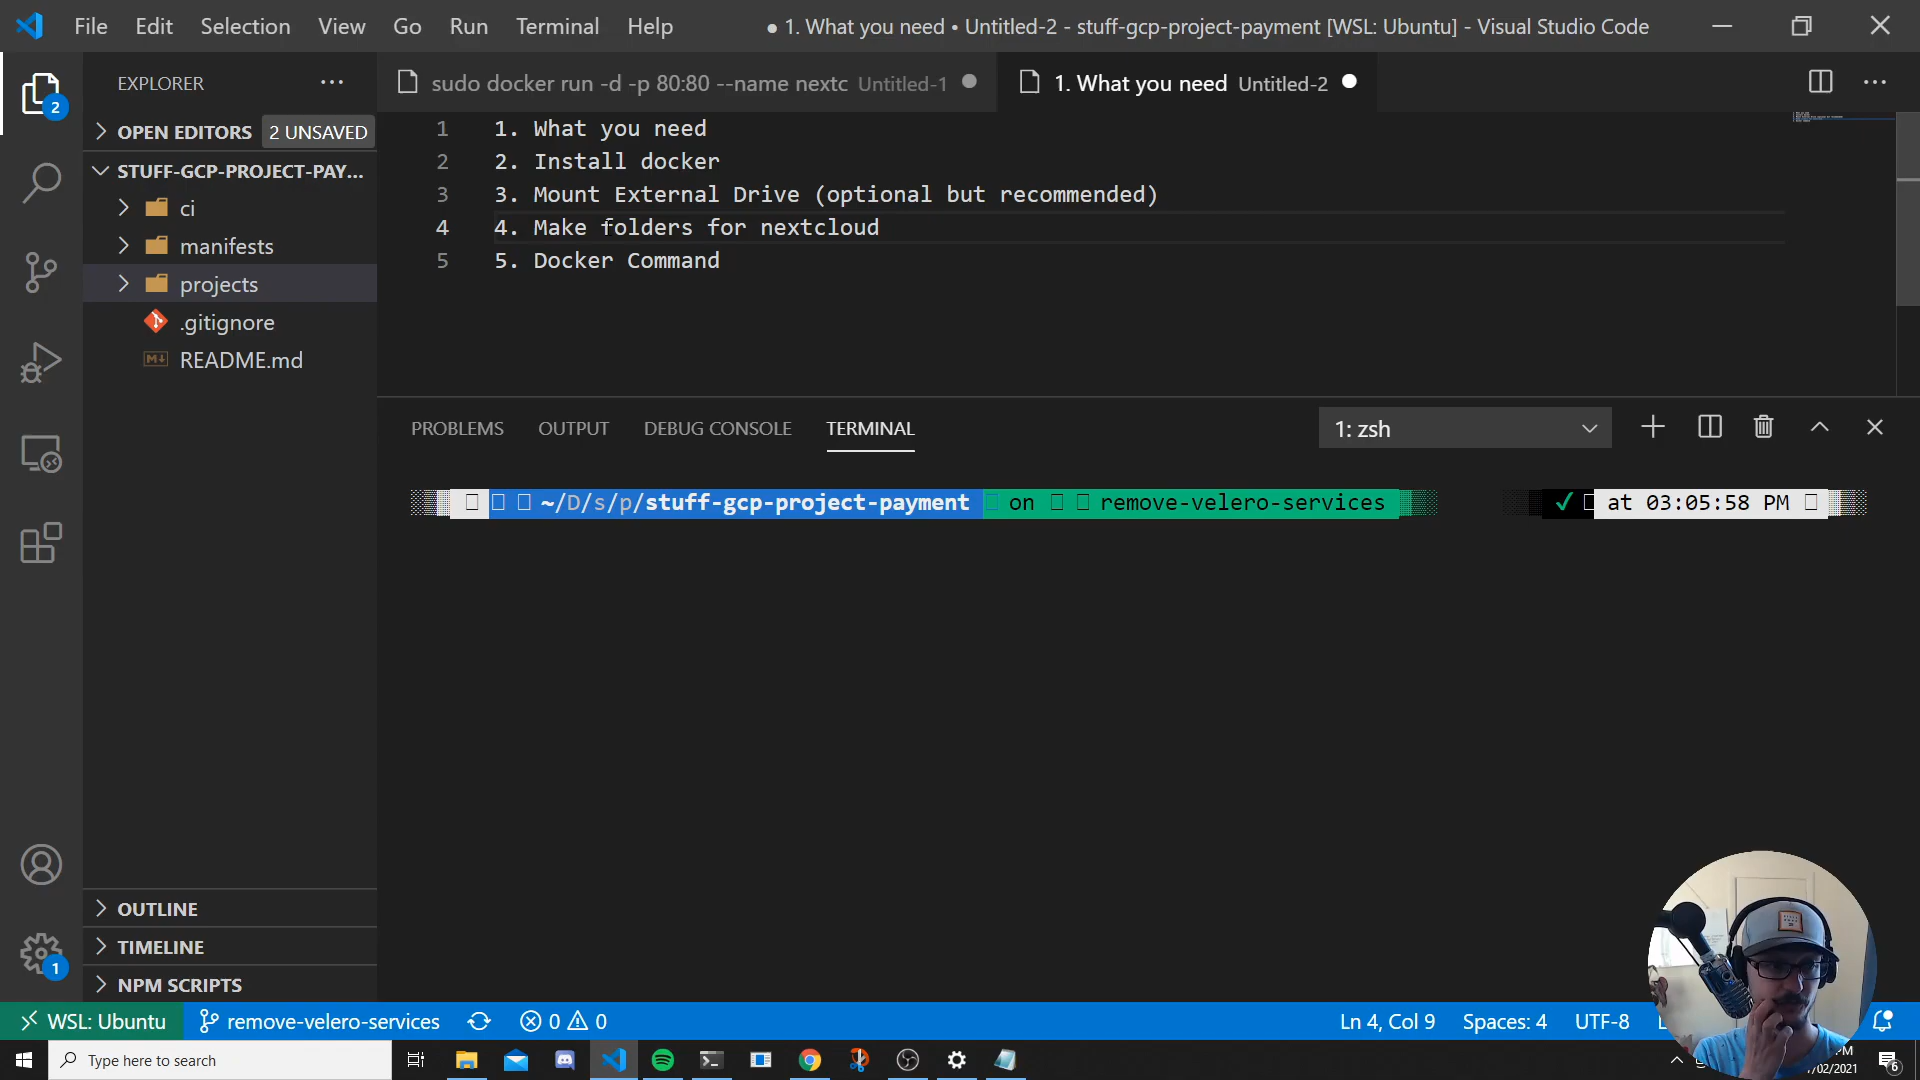 File Edit Selection View Go Run Terminal Help
● 1. What you need • Untitled-2 - stuff-gcp-project-payment [WSL: Ubuntu] - Visual Studio Code
EXPLORER
sudo docker run -d -p 80:80 --name nextc Untitled-1
1. What you need Untitled-2
2
OPEN EDITORS 2 UNSAVED
STUFF-GCP-PROJECT-PAY...
ci
manifests
projects
.gitignore
README.md
1 1. What you need
2 2. Install docker
3 3. Mount External Drive (optional but recommended)
4 4. Make folders for nextcloud
5 5. Docker Command
PROBLEMS OUTPUT DEBUG CONSOLE TERMINAL
1: zsh
~/D/s/p/stuff-gcp-project-payment on remove-velero-services
✓ at 03:05:58 PM
OUTLINE
TIMELINE
NPM SCRIPTS
1
WSL: Ubuntu remove-velero-services 0 0
Ln 4, Col 9 Spaces: 4 UTF-8
Type here to search
PM
/02/2021
6